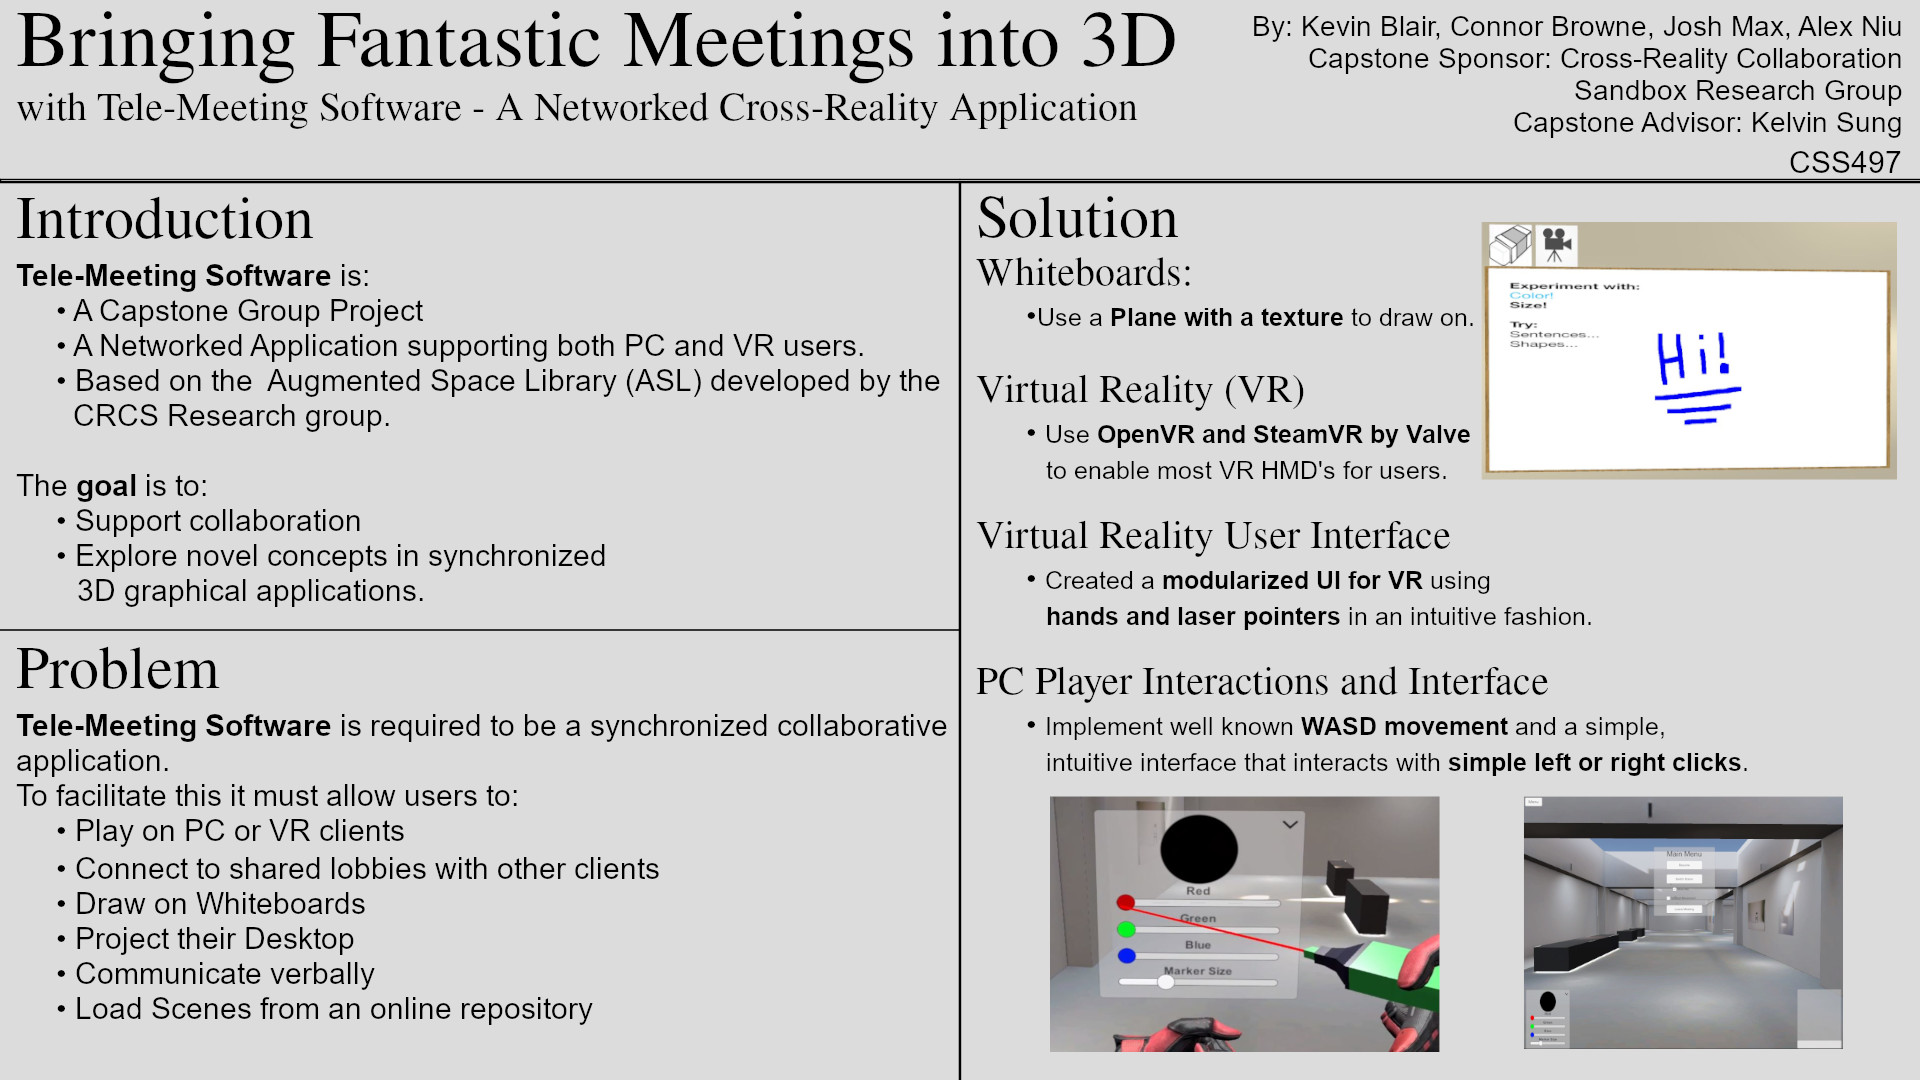 Bringing Fantastic Meetings into 3D
with Tele-Meeting Software - A Networked Cross-Reality Application
By: Kevin Blair, Connor Browne, Josh Max, Alex Niu
Capstone Sponsor: Cross-Reality Collaboration
Sandbox Research Group
Capstone Advisor: Kelvin Sung
CSS497
Introduction
Tele-Meeting Software is:
• A Capstone Group Project
• A Networked Application supporting both PC and VR users.
• Based on the Augmented Space Library (ASL) developed by the
CRCS Research group.
The goal is to:
• Support collaboration
• Explore novel concepts in synchronized
3D graphical applications.
Problem
Tele-Meeting Software is required to be a synchronized collaborative
application.
To facilitate this it must allow users to:
• Play on PC or VR clients
• Connect to shared lobbies with other clients
• Draw on Whiteboards
• Project their Desktop
• Communicate verbally
• Load Scenes from an online repository
Solution
Whiteboards:
•Use a Plane with a texture to draw on.
Experiment with:
Color!
Size!
Try:
Sentences...
Shapes...
Hi!
Virtual Reality (VR)
• Use OpenVR and SteamVR by Valve
to enable most VR HMD's for users.
Virtual Reality User Interface
• Created a modularized UI for VR using
hands and laser pointers in an intuitive fashion.
PC Player Interactions and Interface
• Implement well known WASD movement and a simple,
intuitive interface that interacts with simple left or right clicks.
Red
Green
Blue
Marker Size
Menu
Main Menu